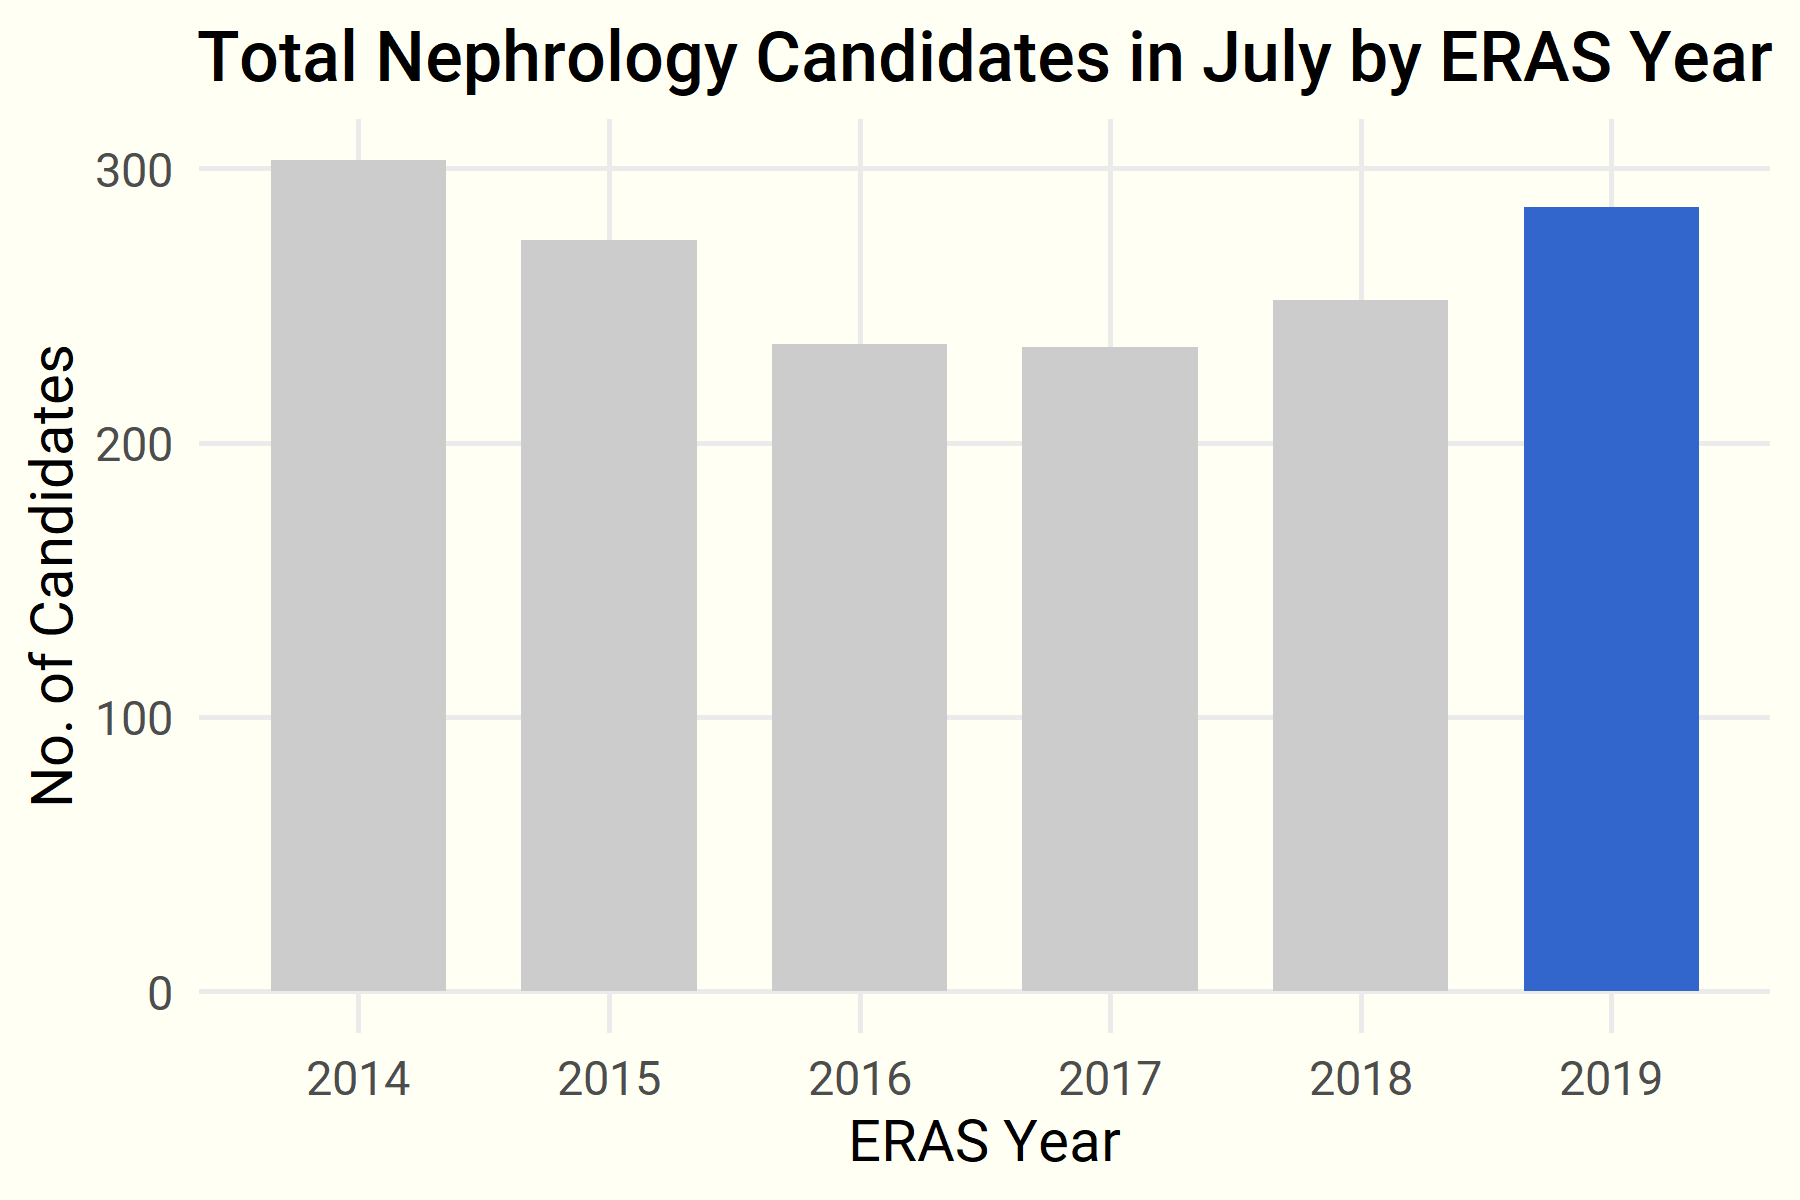 Total Nephrology Candidates in July by ERAS Year
No. of Candidates
300
200
100
0
2014 2015 2016 2017 2018 2019
ERAS Year